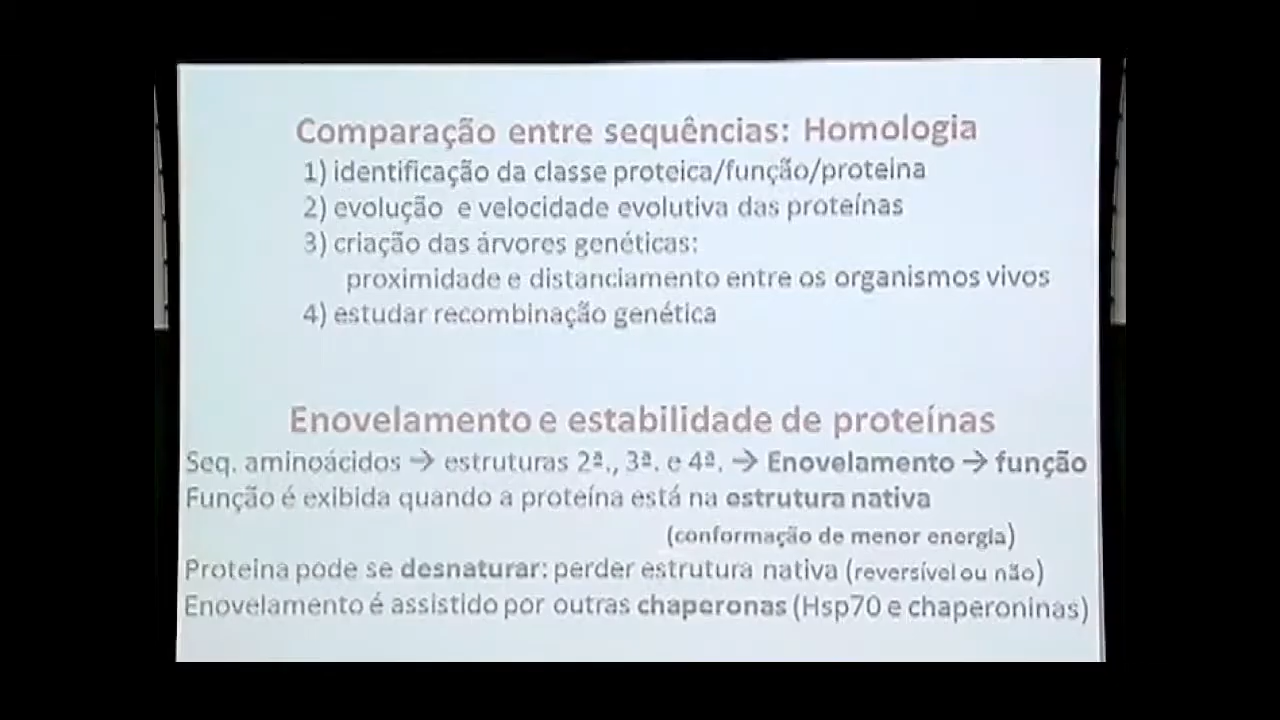 Comparação entre sequências: Homologia
1) identificação da classe proteica/função/proteina
2) evolução e velocidade evolutiva das proteínas
3) criação das árvores genéticas:
proximidade e distanciamento entre os organismos vivos
4) estudar recombinação genética
Enovelamento e estabilidade de proteínas
Seq. aminoácidos → estruturas 2ª., 3ª. e 4ª. → Enovelamento → função
Função é exibida quando a proteína está na estrutura nativa
(conformação de menor energia)
Proteina pode se desnaturar: perder estrutura nativa (reversível ou não)
Enovelamento é assistido por outras chaperonas (Hsp70 e chaperoninas)